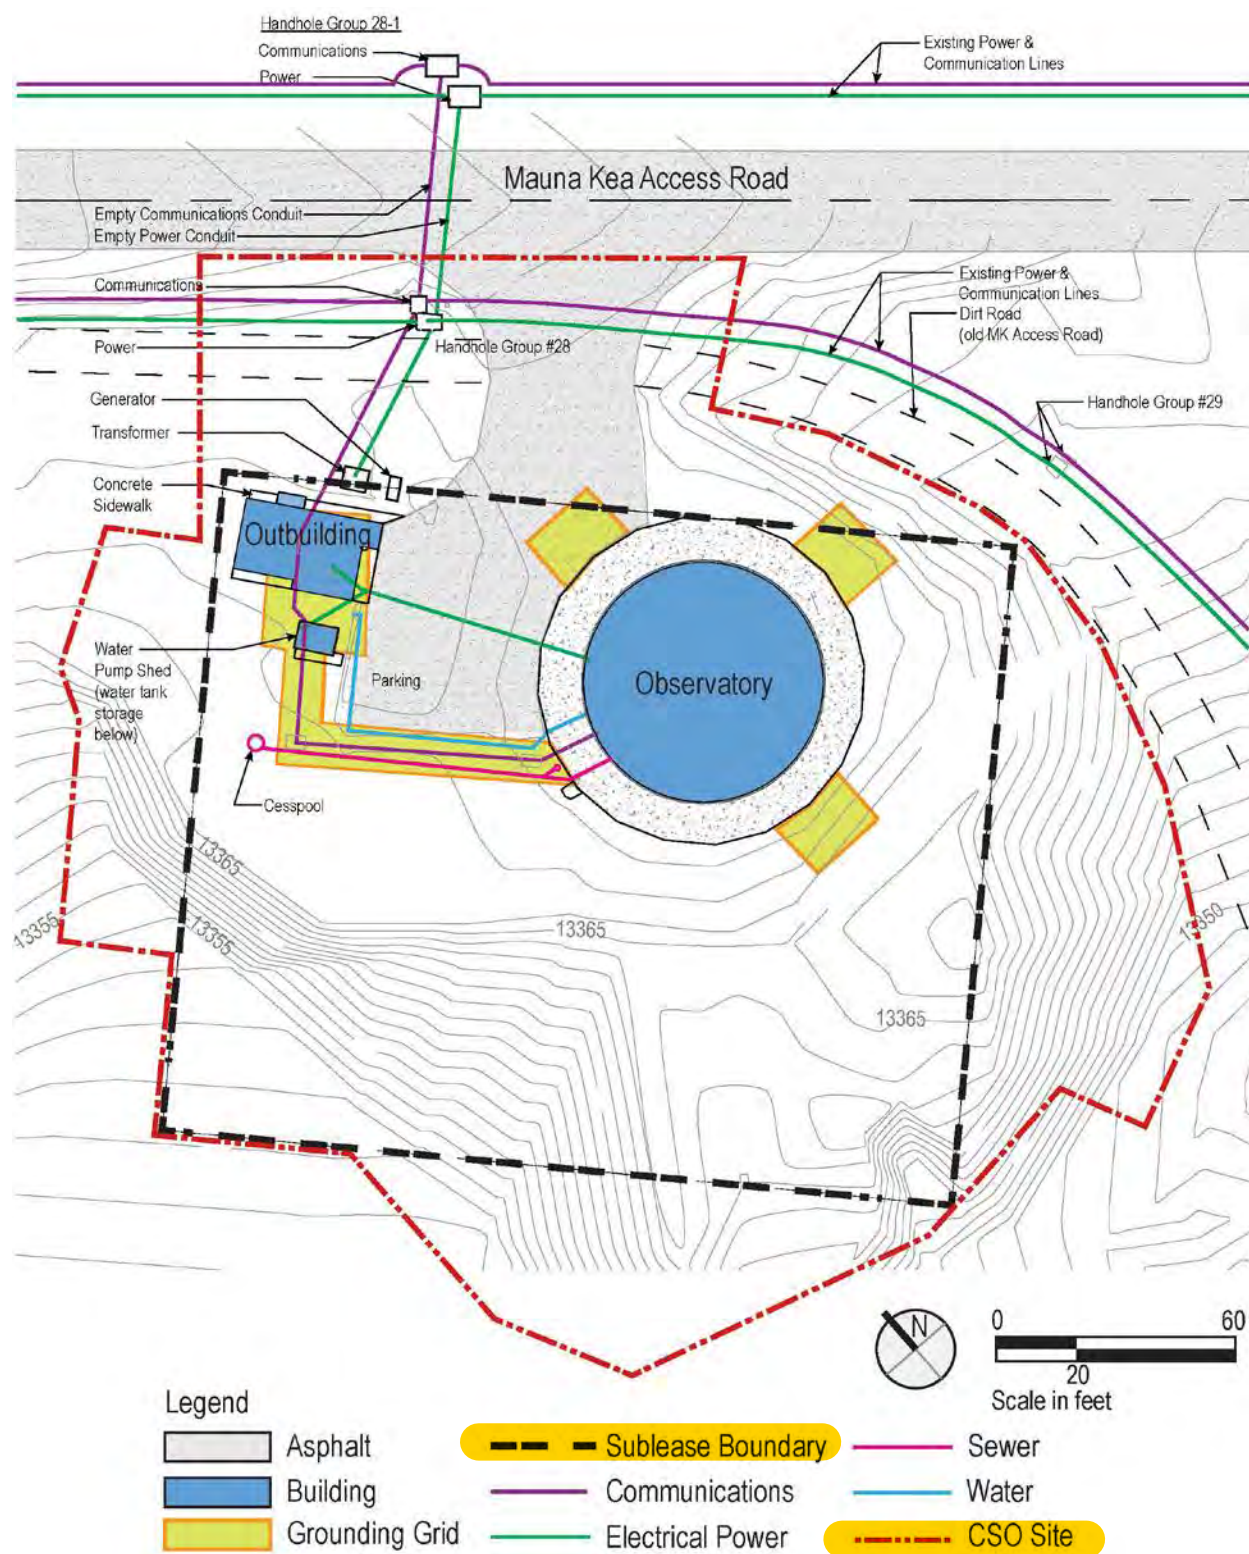 Handhole Group 28-1
Communications
Power
Existing Power &
Communication Lines
Mauna Kea Access Road
Empty Communications Conduit
Empty Power Conduit
Communications
Existing Power &
Communication Lines
Dirt Road
(old MK Access Road)
Power
Handhole Group #28
Generator
Handhole Group #29
Transformer
Concrete
Sidewalk
Outbuilding
Water
Pump Shed
(water tank
storage
below)
Parking
Observatory
Cesspool
13365
13355
13355
13365
13350
13365
N
0
60
20
Scale in feet
Legend
Asphalt
Sublease Boundary
Sewer
Building
Communications
Water
Grounding Grid
Electrical Power
CSO Site